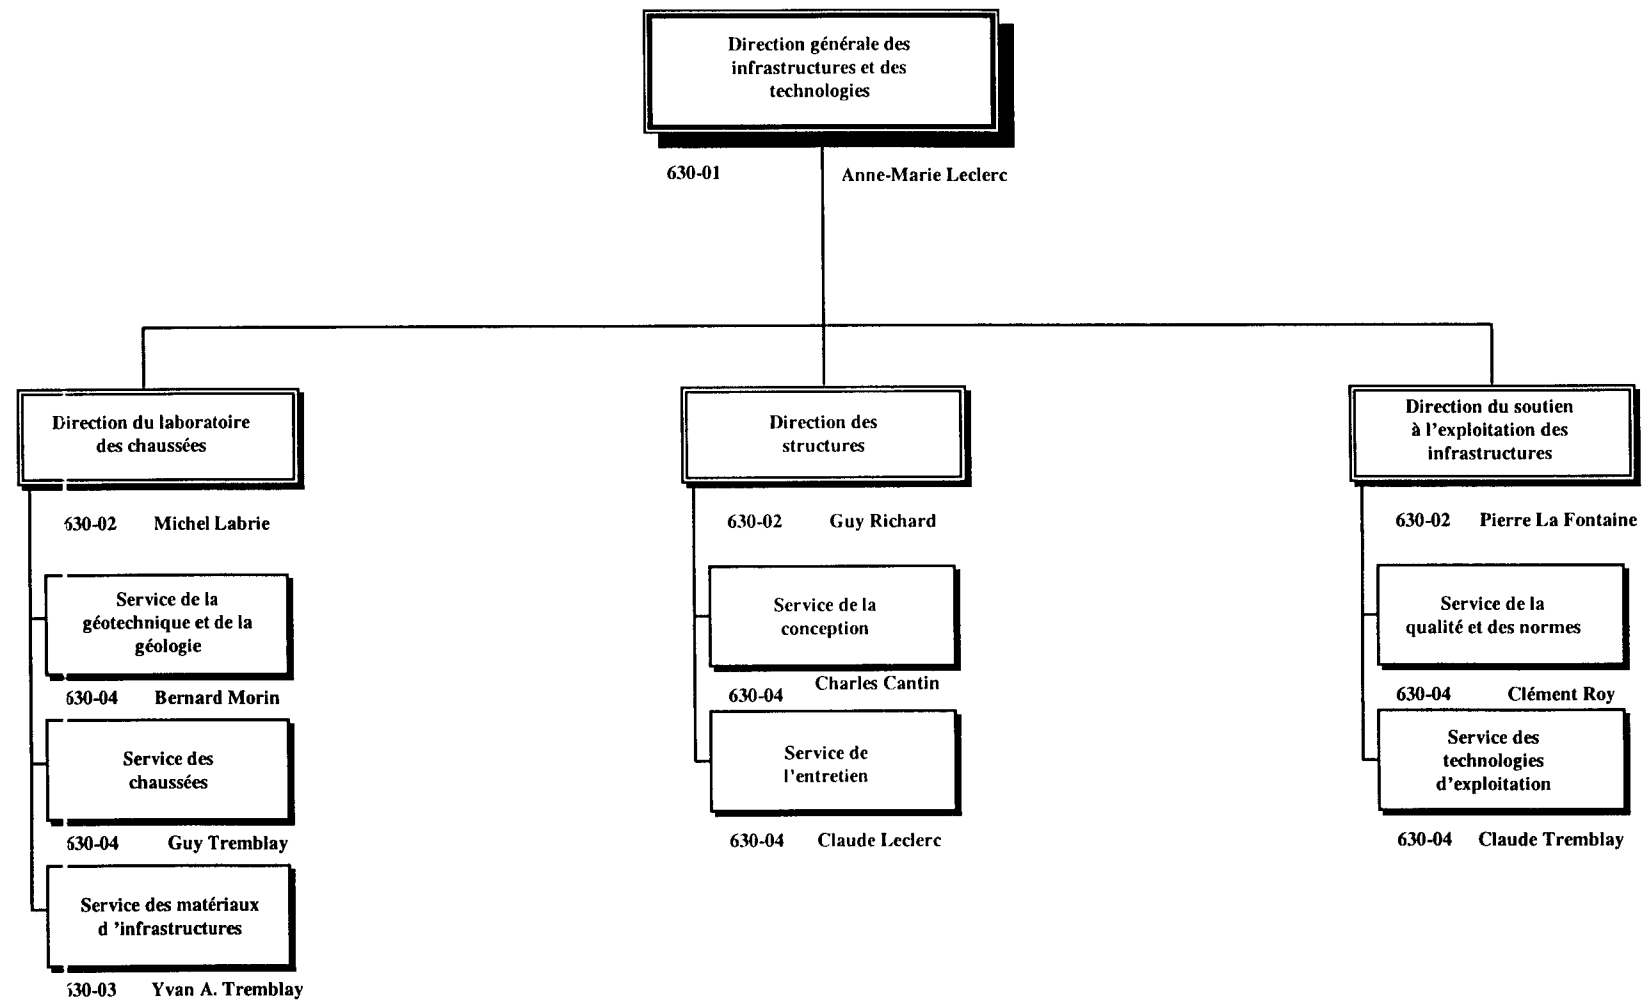 Direction générale des
infrastructures et des
technologies
630-01 Anne-Marie Leclerc
Direction du laboratoire
des chaussées
630-02 Michel Labrie
Service de la
géotechnique et de la
géologie
630-04 Bernard Morin
Service des
chaussées
630-04 Guy Tremblay
Service des matériaux
d 'infrastructures
630-03 Yvan A. Tremblay
Direction des
structures
630-02 Guy Richard
Service de la
conception
630-04 Charles Cantin
Service de
l'entretien
630-04 Claude Leclerc
Direction du soutien
à l'exploitation des
infrastructures
630-02 Pierre La Fontaine
Service de la
qualité et des normes
630-04 Clément Roy
Service des
technologies
d'exploitation
630-04 Claude Tremblay